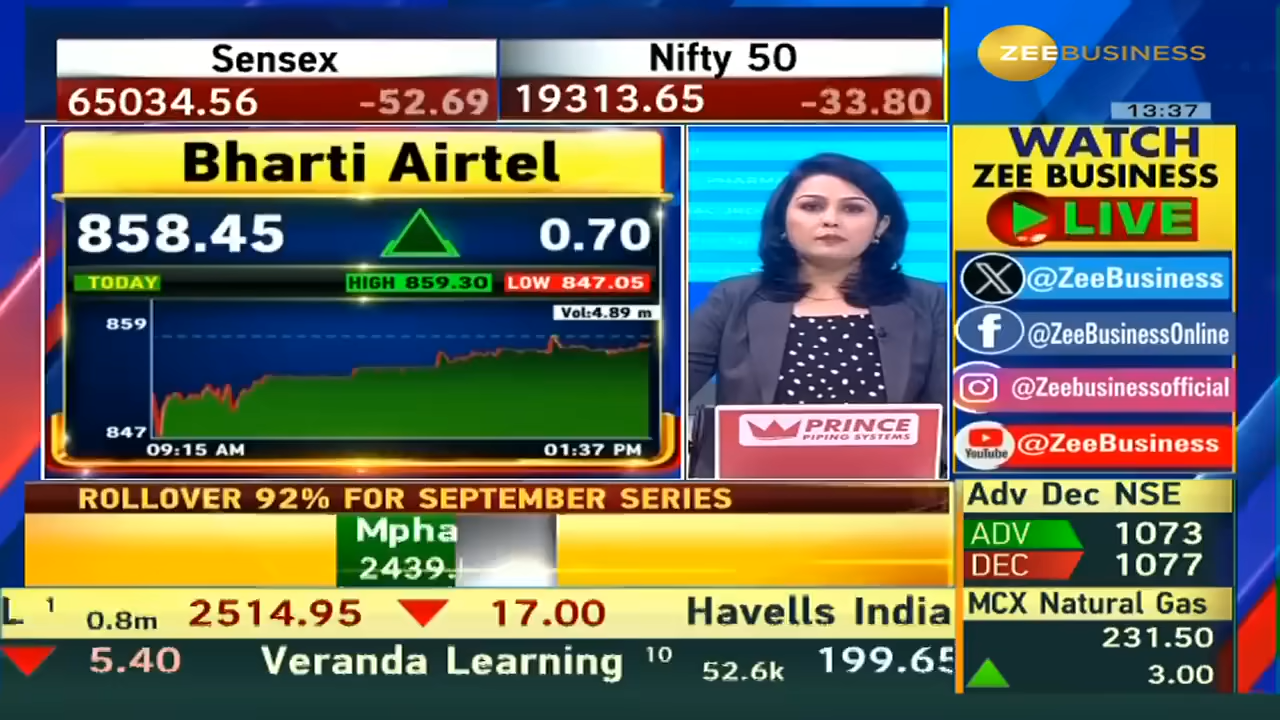 Sensex
65034.56 -52.69
Nifty 50
19313.65 -33.80
ZEEBUSINESS
13:37
Bharti Airtel
858.45 0.70
TODAY HIGH 859.30 LOW 847.05
Vol:4.89 m
859
847
09:15 AM 01:37 PM
PRINCE
PIPING SYSTEMS
WATCH
ZEE BUSINESS
LIVE
@ZeeBusiness
@ZeeBusinessOnline
@Zeebusinessofficial
YouTube @ZeeBusiness
ROLLOVER 92% FOR SEPTEMBER SERIES
Mpha
2439.
Adv Dec NSE
ADV 1073
DEC 1077
MCX Natural Gas
231.50
3.00
L 1 0.8m 2514.95 17.00 Havells India
5.40 Veranda Learning 10 52.6k 199.65